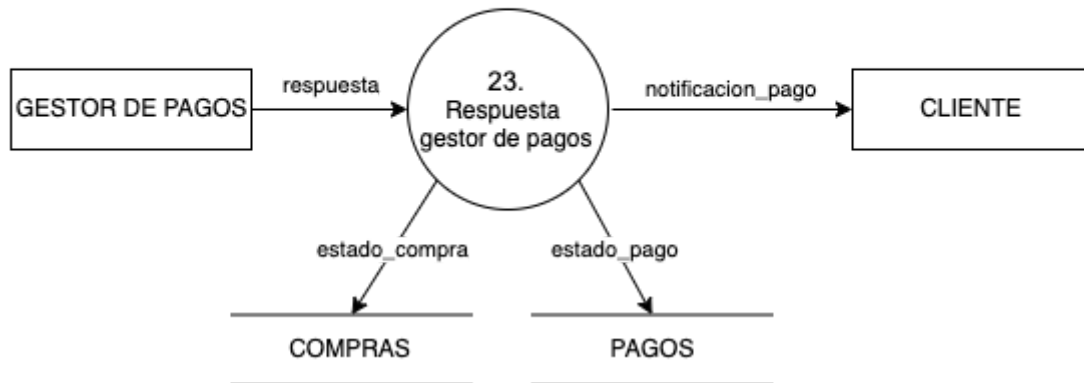 23.
respuesta
notificacion_pago
GESTOR DE PAGOS
Respuesta
CLIENTE
gestor de pagos
estado_compra
estado_pago
COMPRAS
PAGOS